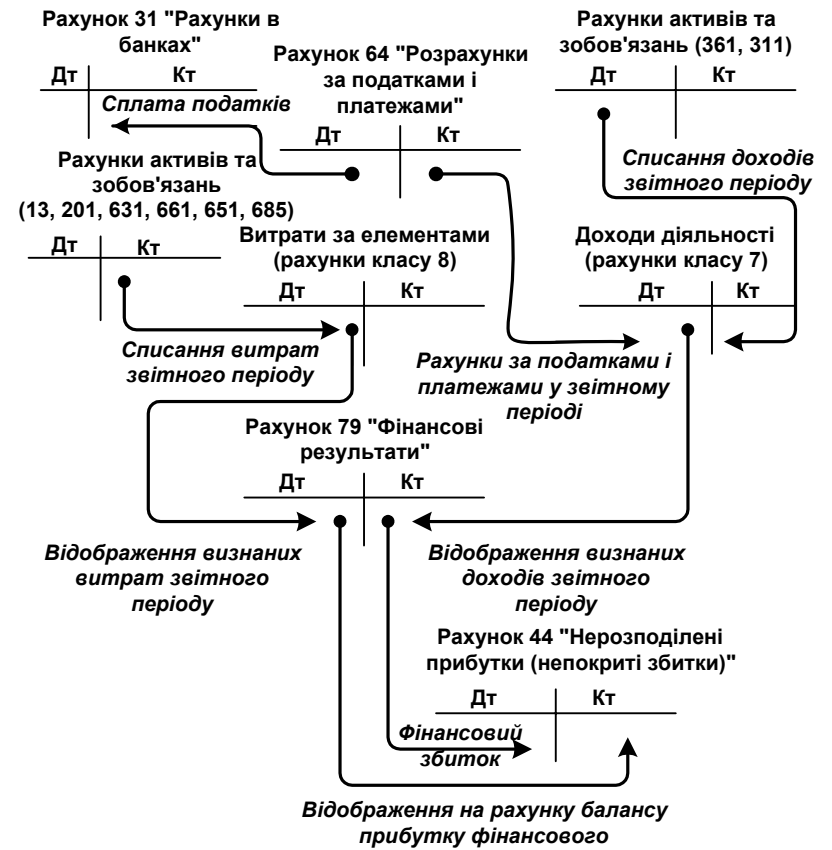 Рахунок 31 "Рахунки в
банках"
Дт Кт
Сплата податків
Рахунок 64 "Розрахунки
за податками і
платежами"
Дт Кт
Рахунки активів та
зобов'язань (361, 311)
Дт Кт
Списання доходів
звітного періоду
Рахунки активів та
зобов'язань
(13, 201, 631, 661, 651, 685)
Дт Кт
Списання витрат
звітного періоду
Витрати за елементами
(рахунки класу 8)
Дт Кт
Доходи діяльності
(рахунки класу 7)
Дт Кт
Рахунки за податками і
платежами у звітному
періоді
Рахунок 79 "Фінансові
результати"
Дт Кт
Відображення визнаних
витрат звітного
періоду
Відображення визнаних
доходів звітного
періоду
Рахунок 44 "Нерозподілені
прибутки (непокриті збитки)"
Дт Кт
Фінансовий
збиток
Відображення на рахунку балансу
прибутку фінансового